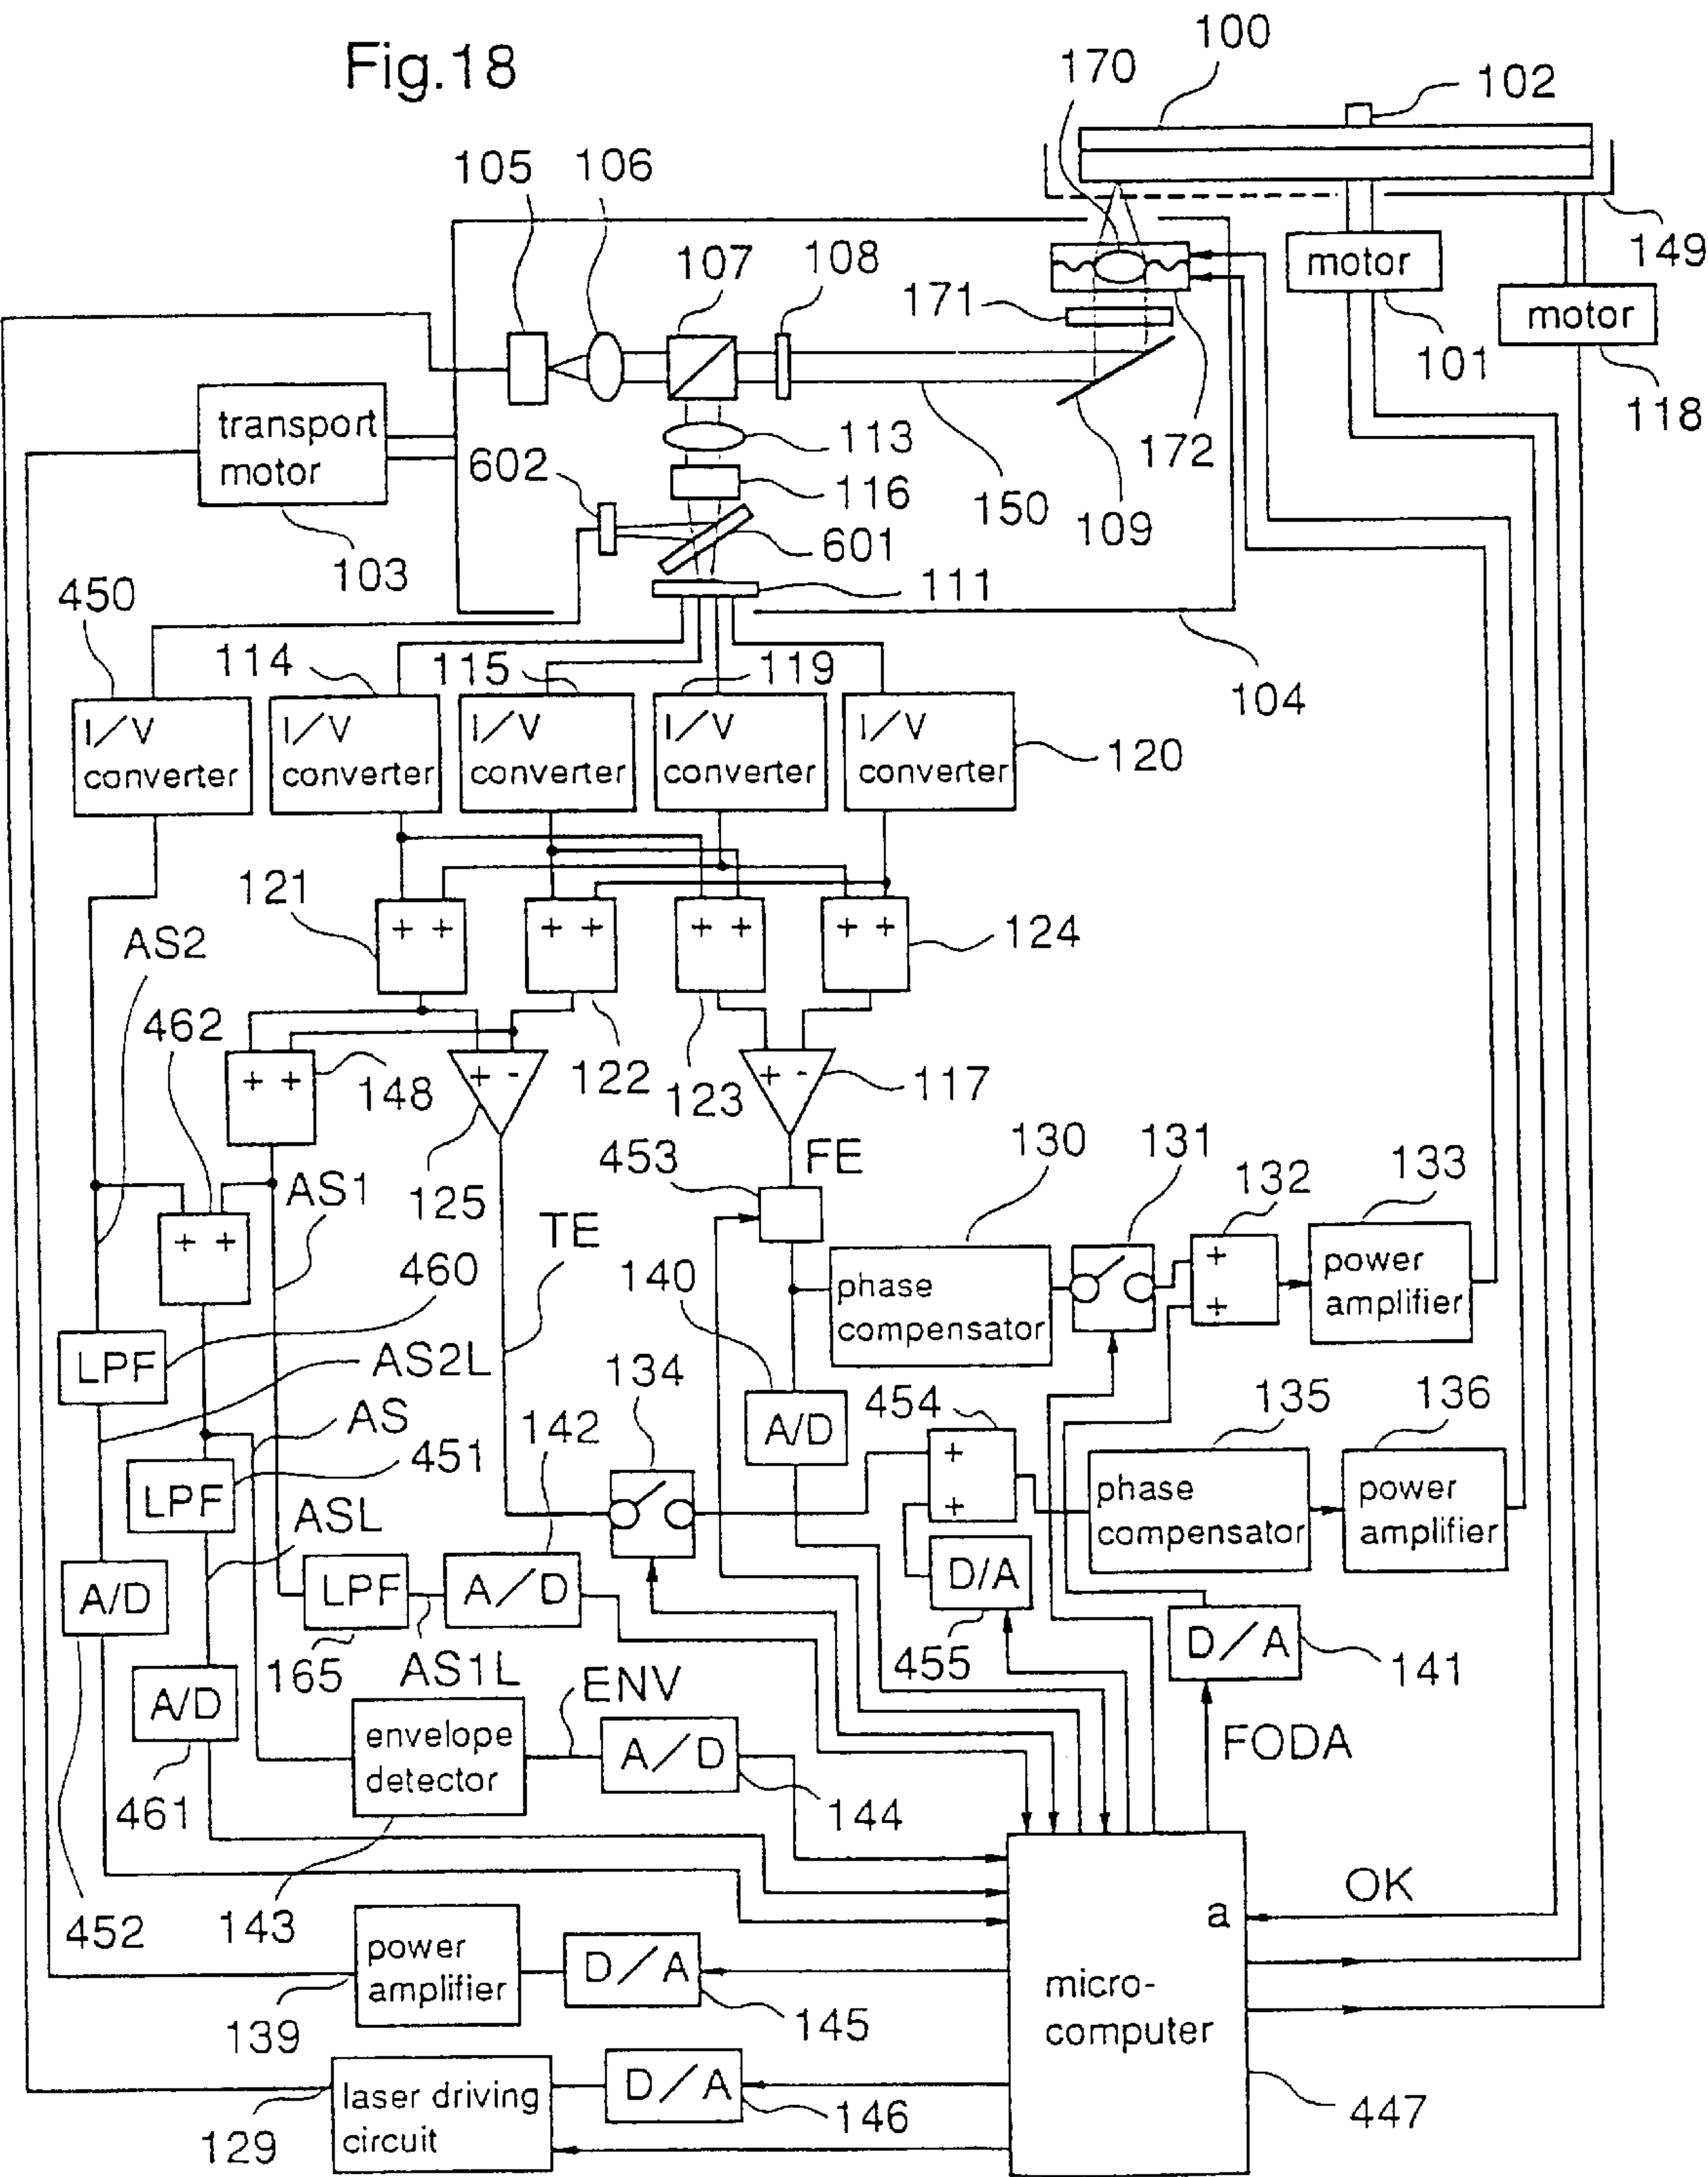 Fig.18
100
170
102
105
106
107
108
149
motor
motor
171
101
118
transport
motor
113
172
602
116
150
109
601
103
111
450
114
115
119
104
I/V
converter
I/V
converter
I/V
converter
I/V
converter
I/V
converter
120
121
+ +
+ +
+ +
+ +
124
AS2
462
+ +
148
+ -
122
123
+ -
117
125
453
FE
130
131
132
133
AS1
TE
+ +
460
140
phase
compensator
+
+
power
amplifier
LPF
AS2L
134
454
135
136
AS
142
A/D
451
LPF
+
+
phase
compensator
power
amplifier
ASL
A/D
LPF
A/D
D/A
165
AS1L
455
D/A
141
A/D
ENV
envelope
detector
A/D
FODA
461
144
452
143
OK
a
power
amplifier
D/A
micro-
computer
139
145
laser driving
circuit
D/A
129
146
447